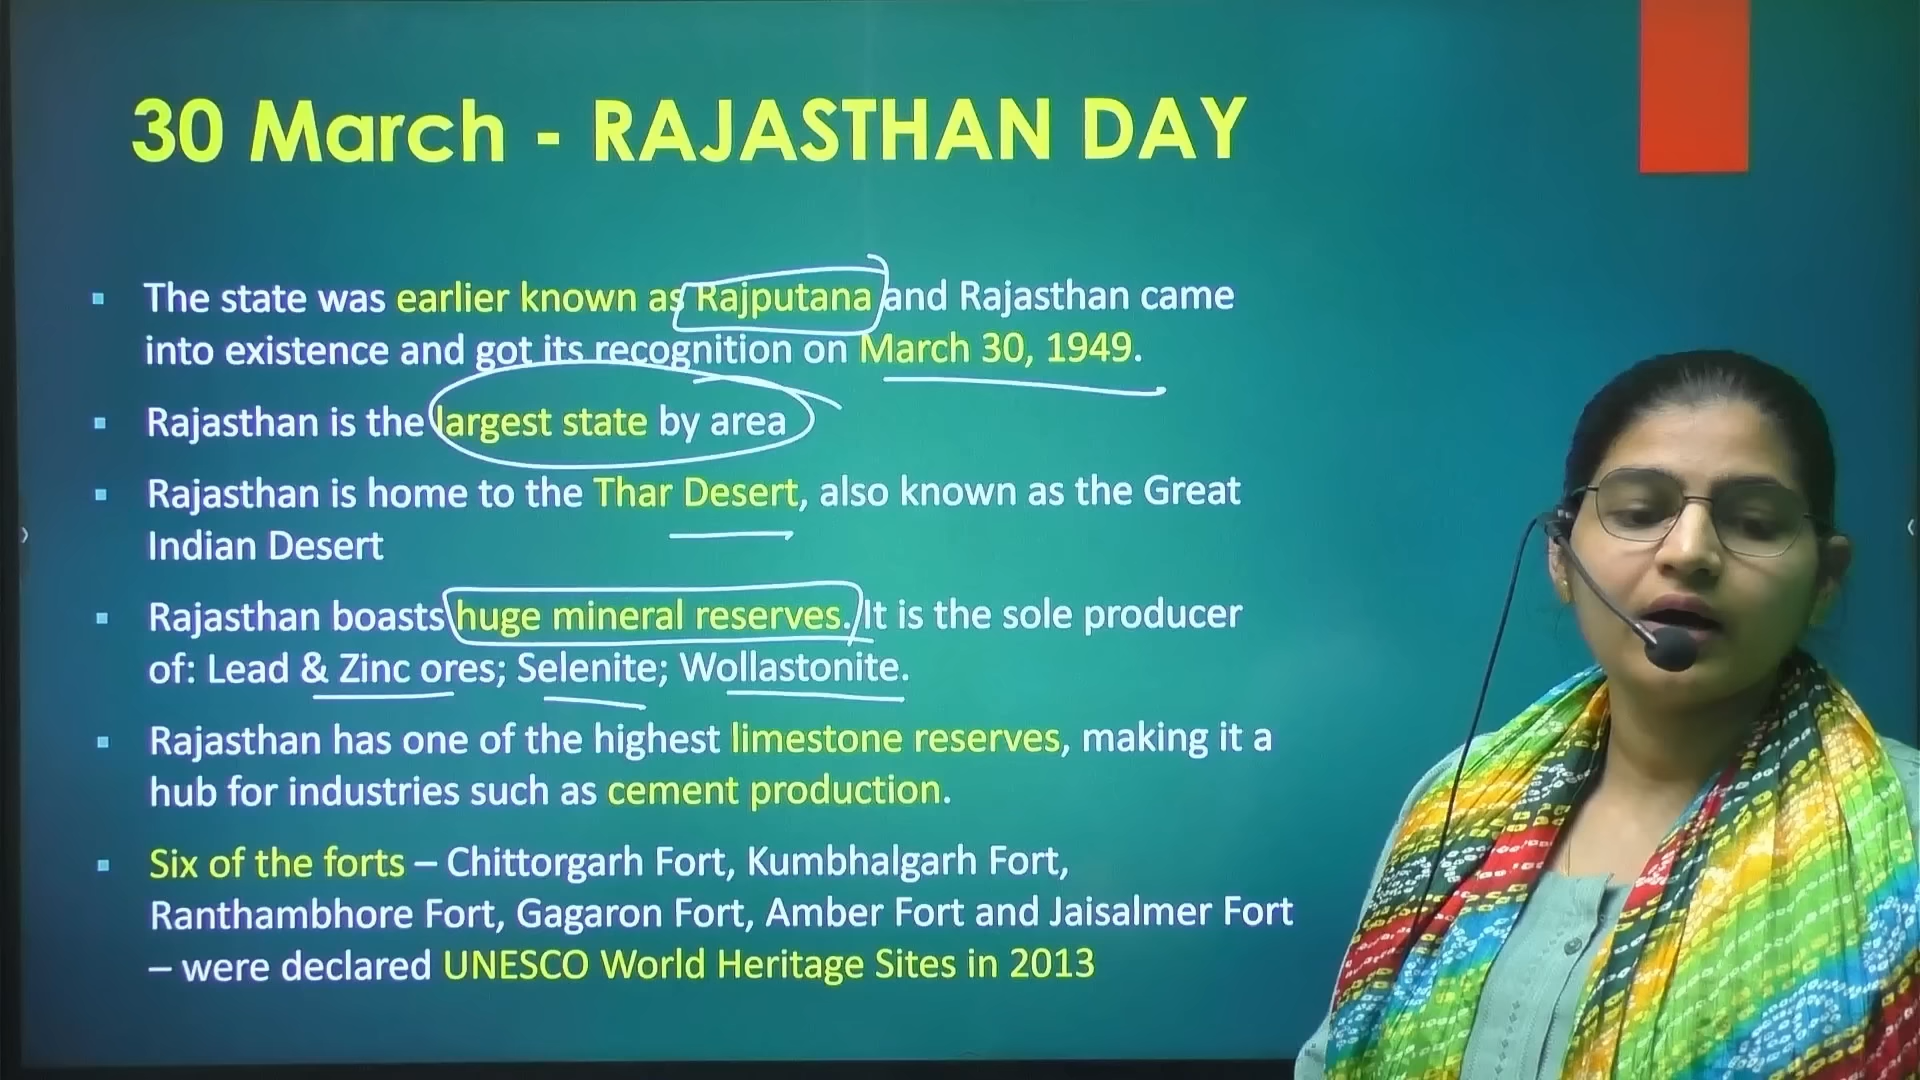 30 March - RAJASTHAN DAY
The state was earlier known as Rajputana and Rajasthan came
into existence and got its recognition on March 30, 1949.
Rajasthan is the largest state by area
Rajasthan is home to the Thar Desert, also known as the Great
Indian Desert
Rajasthan boasts huge mineral reserves. It is the sole producer
of: Lead & Zinc ores; Selenite; Wollastonite.
Rajasthan has one of the highest limestone reserves, making it a
hub for industries such as cement production.
Six of the forts – Chittorgarh Fort, Kumbhalgarh Fort,
Ranthambhore Fort, Gagaron Fort, Amber Fort and Jaisalmer Fort
– were declared UNESCO World Heritage Sites in 2013